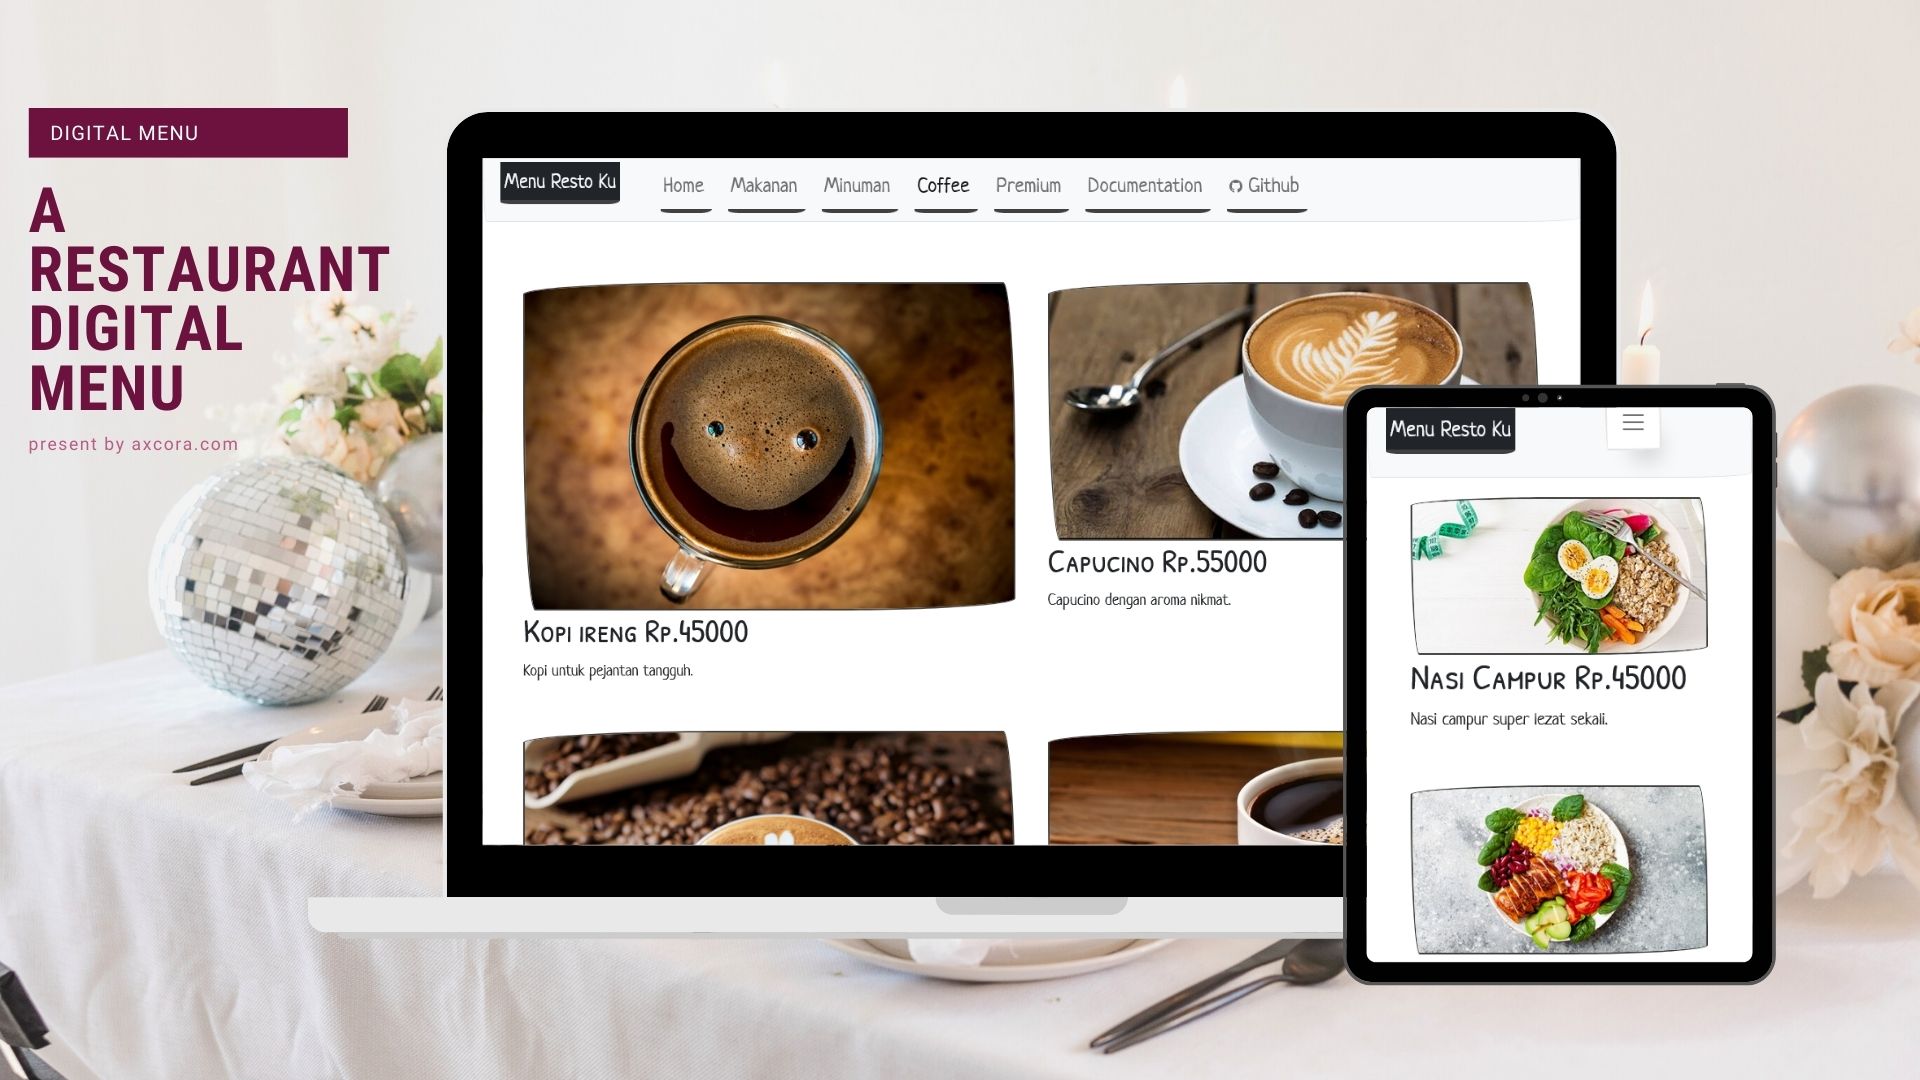 DIGITAL MENU
A
RESTAURANT
DIGITAL
MENU
present by axcora.com
Menu Resto Ku
Home Makanan Minuman Coffee Premium Documentation Github
Kopi ireng Rp.45000
Kopi untuk pejantan tangguh.
Capucino Rp.55000
Capucino dengan aroma nikmat.
Menu Resto Ku
Nasi Campur Rp.45000
Nasi campur super lezat sekali.